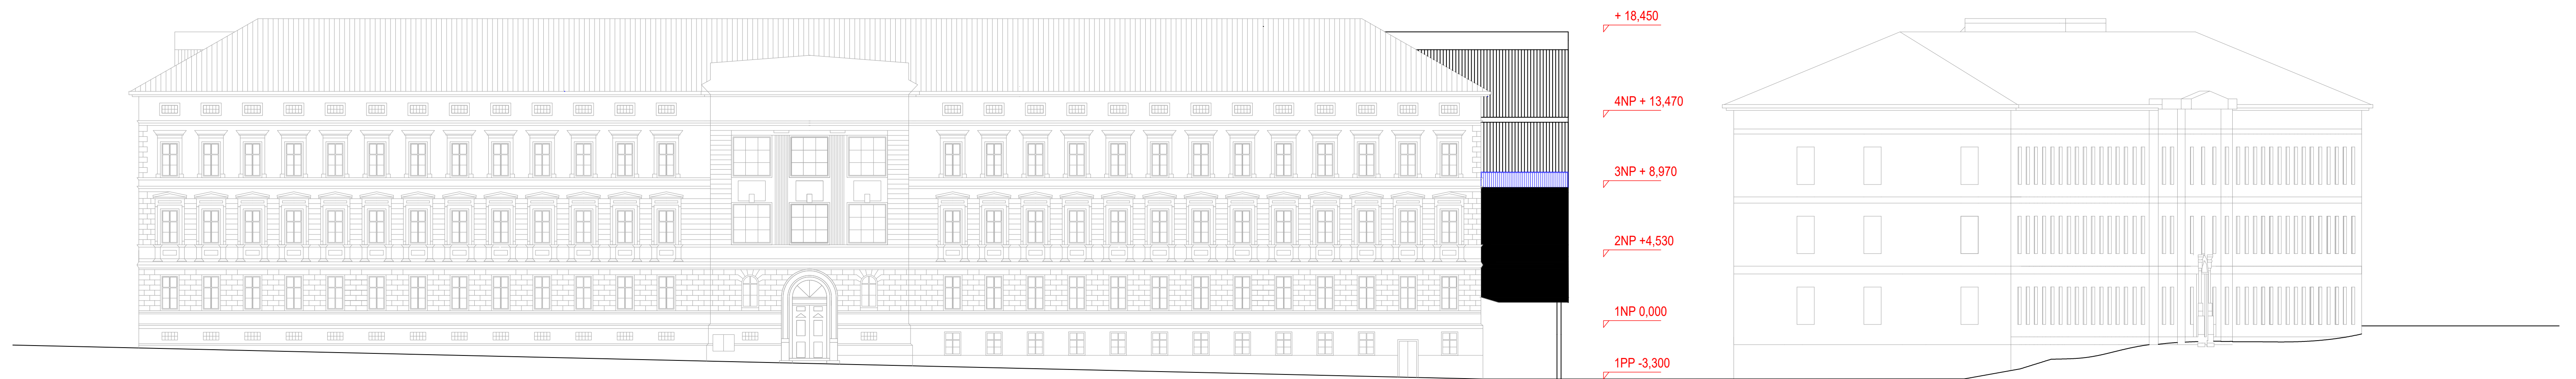 + 18,450
4NP + 13,470
3NP + 8,970
2NP +4,530
1NP 0,000
1PP -3,300